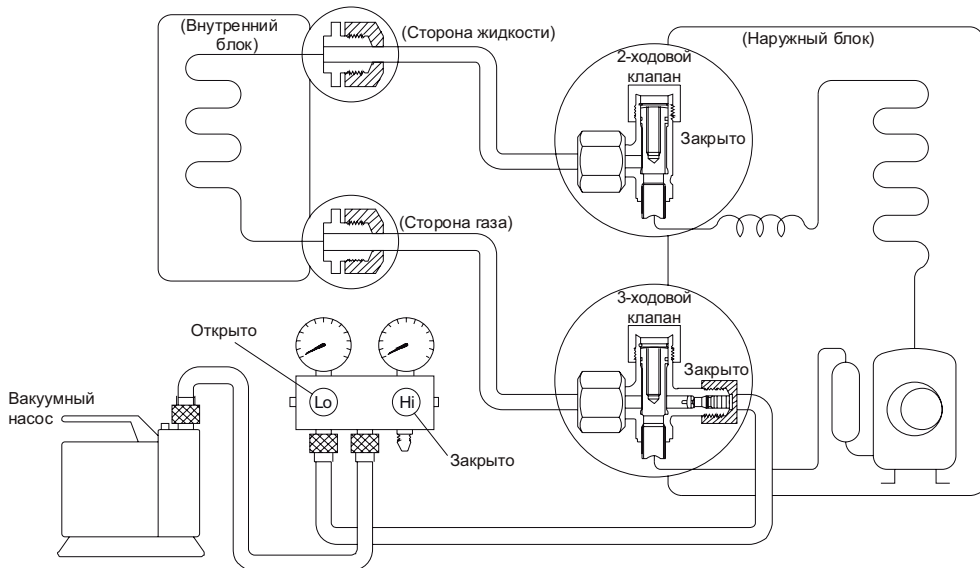 (Внутренний
блок)
(Сторона жидкости)
2-ходовой
клапан
Закрыто
(Наружный блок)
(Сторона газа)
3-ходовой
клапан
Закрыто
Открыто
Lo
Hi
Закрыто
Вакуумный
насос